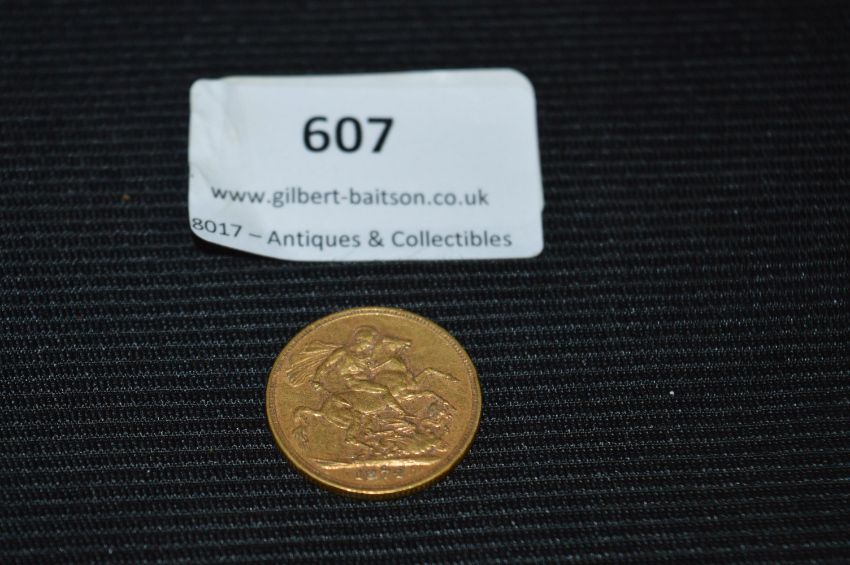 607
www.gilbert-baitson.co.uk
8017 – Antiques & Collectibles